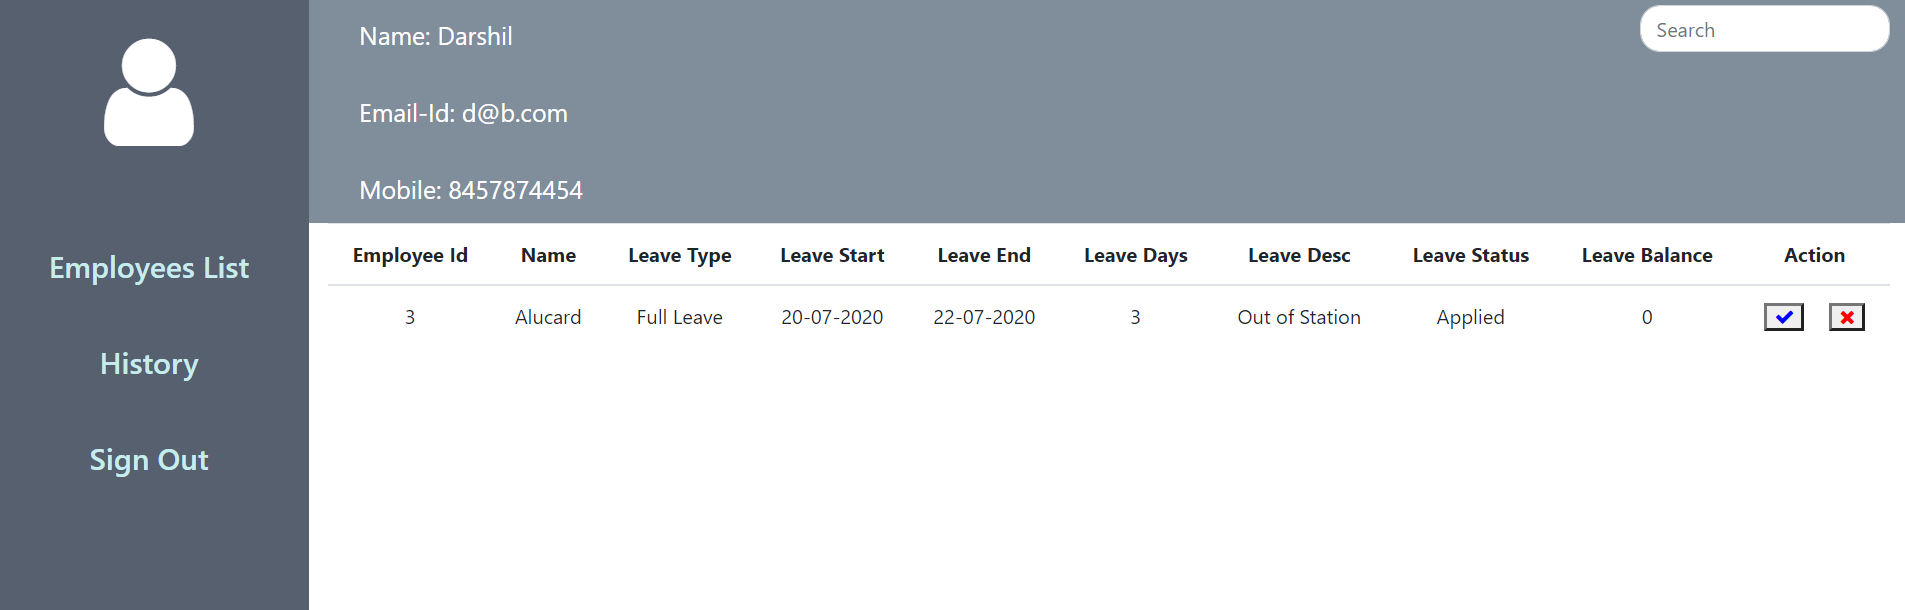 Name: Darshil
Search
Email-Id: d@b.com
Mobile: 8457874454
Employees List
History
Sign Out
Employee Id Name Leave Type Leave Start Leave End Leave Days Leave Desc Leave Status Leave Balance Action
3 Alucard Full Leave 20-07-2020 22-07-2020 3 Out of Station Applied 0